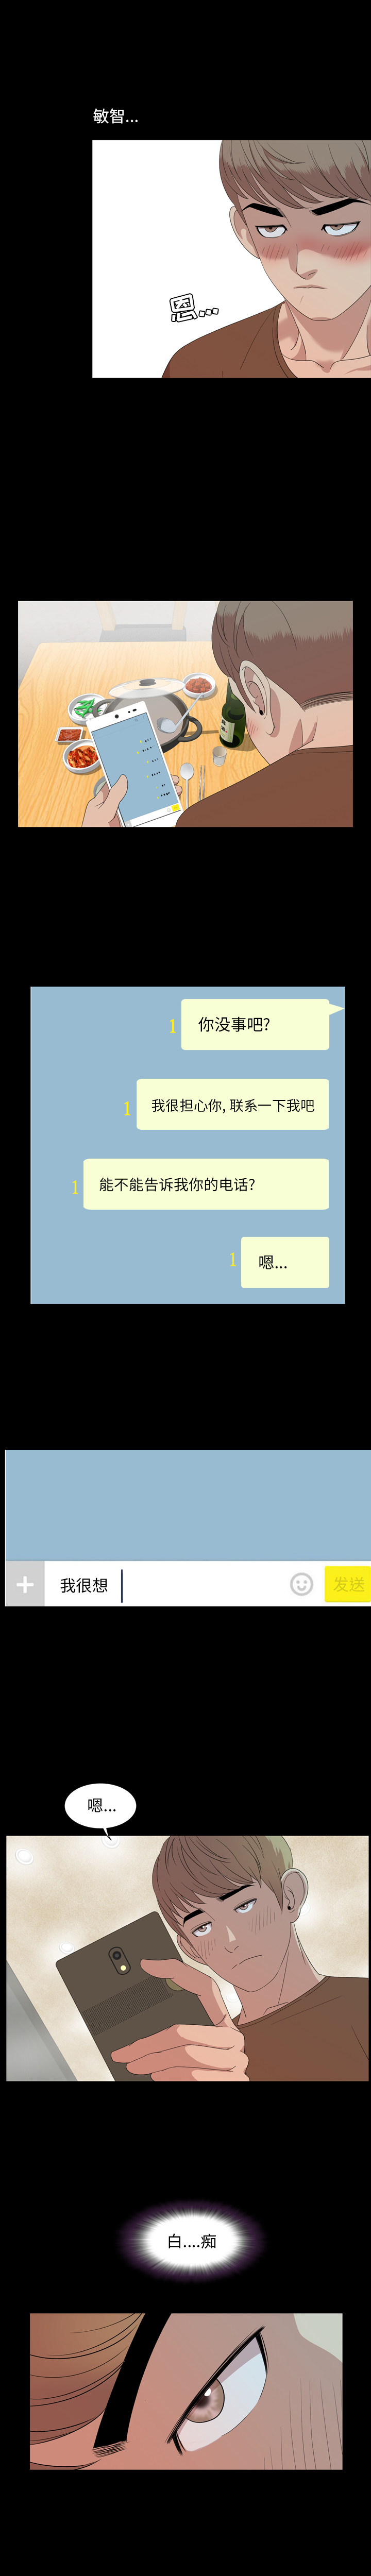 敏智...
恩...
1
你没事吧?
1
我很担心你, 联系一下我吧
1
能不能告诉我你的电话?
1
嗯...
我很想
发送
嗯...
白....痴